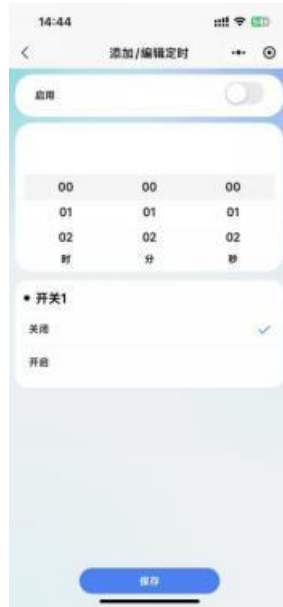 14:44
添加/编辑定时
启用
00 00 00
01 01 01
02 02 02
时 分 秒
• 开关1
关闭
开启
保存